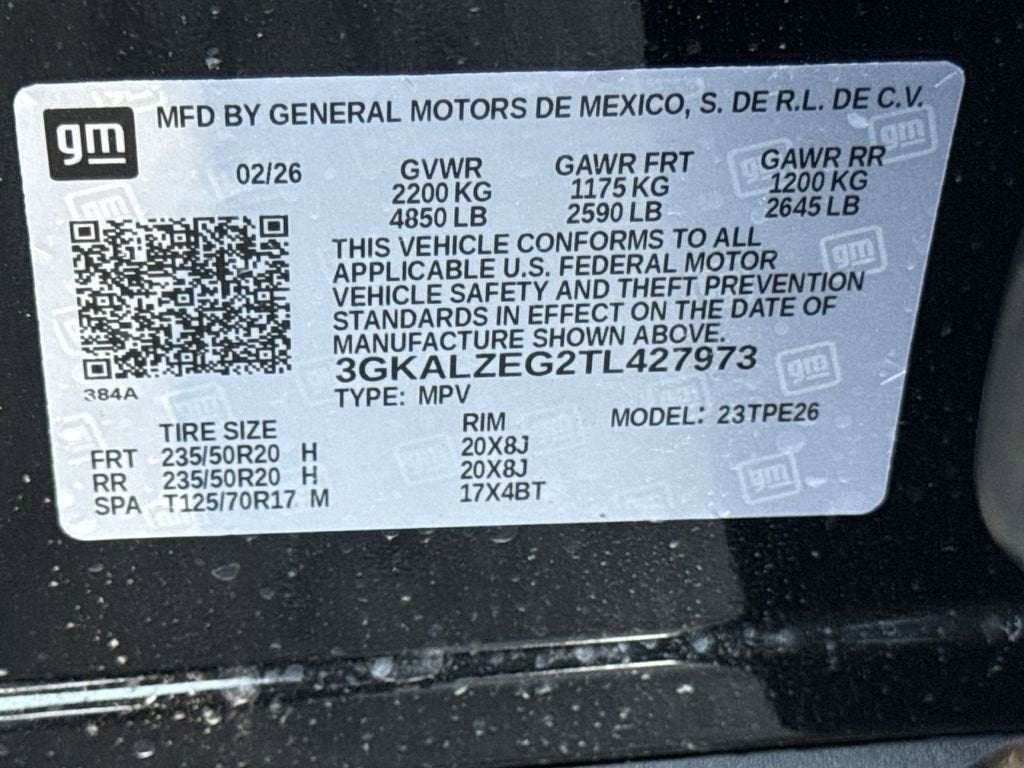 gm MFD BY GENERAL MOTORS DE MEXICO, S. DE R.L. DE C.V.
02/26 GVWR GAWR FRT GAWR RR
2200 KG 1175 KG 1200 KG
4850 LB 2590 LB 2645 LB
THIS VEHICLE CONFORMS TO ALL
APPLICABLE U.S. FEDERAL MOTOR
VEHICLE SAFETY AND THEFT PREVENTION
STANDARDS IN EFFECT ON THE DATE OF
MANUFACTURE SHOWN ABOVE.
3GKALZEG2TL427973
384A
TYPE: MPV MODEL: 23TPE26
TIRE SIZE RIM
FRT 235/50R20 H 20X8J
RR 235/50R20 H 20X8J
SPA T125/70R17 M 17X4BT